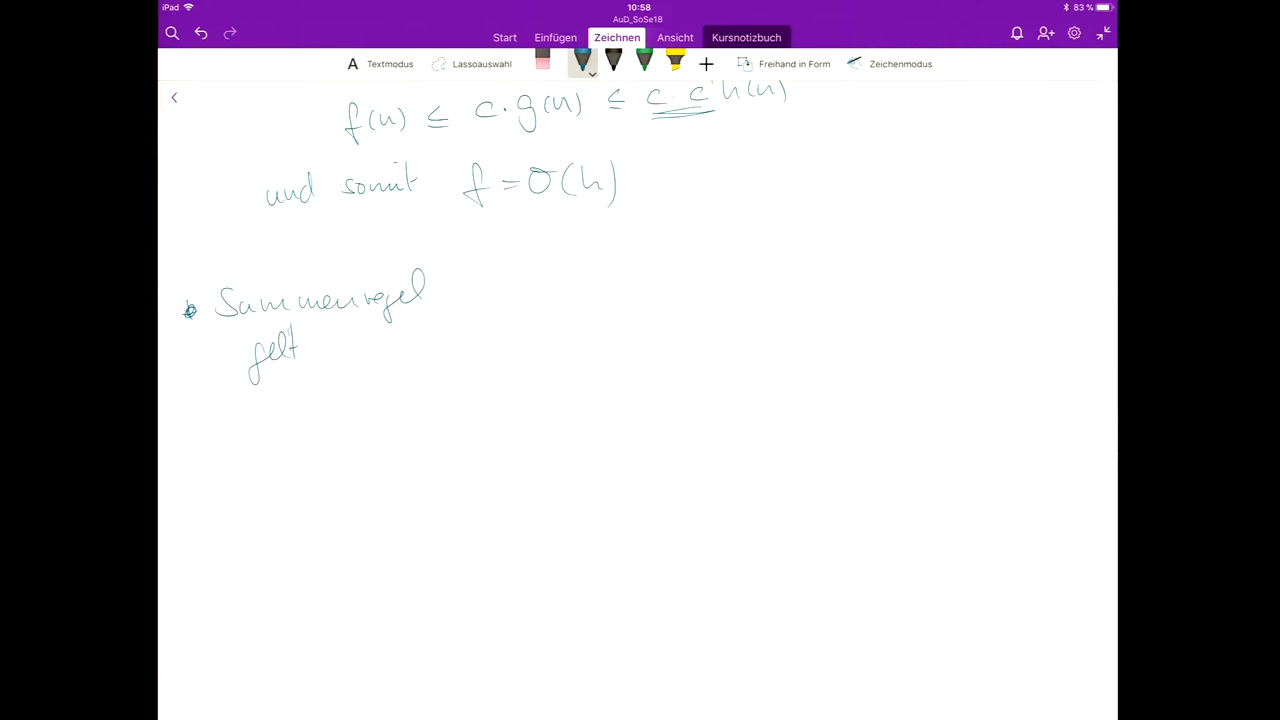 iPad 10:58 83 %
AuD_SoSe18
Start Einfügen Zeichnen Ansicht Kursnotizbuch
A Textmodus Lassoauswahl Freihand in Form Zeichenmodus
f(n) ≤ c · g(n) ≤ c · c' h(n)
und somit f = O(h)
Summenregel
gelt